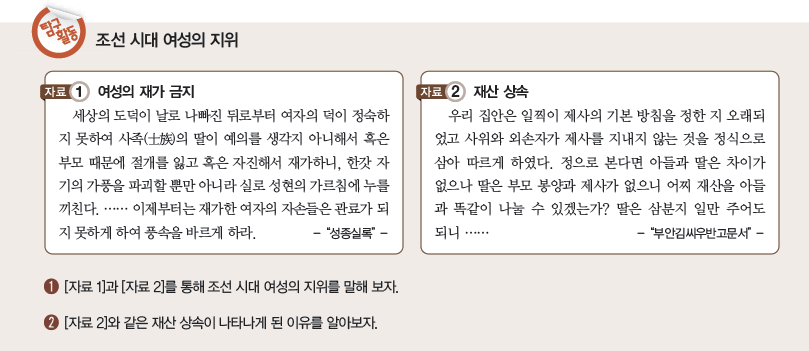 탐구
활동
조선 시대 여성의 지위
자료 1 여성의 재가 금지
세상의 도덕이 날로 나빠진 뒤로부터 여자의 덕이 정숙하
지 못하여 사족(士族)의 딸이 예의를 생각지 아니해서 혹은
부모 때문에 절개를 잃고 혹은 자진해서 재가하니, 한갓 자
기의 가풍을 파괴할 뿐만 아니라 실로 성현의 가르침에 누를
끼친다. …… 이제부터는 재가한 여자의 자손들은 관료가 되
지 못하게 하여 풍속을 바르게 하라. - “성종실록” -
자료 2 재산 상속
우리 집안은 일찍이 제사의 기본 방침을 정한 지 오래되
었고 사위와 외손자가 제사를 지내지 않는 것을 정식으로
삼아 따르게 하였다. 정으로 본다면 아들과 딸은 차이가
없으나 딸은 부모 봉양과 제사가 없으니 어찌 재산을 아들
과 똑같이 나눌 수 있겠는가? 딸은 삼분지 일만 주어도
되니 …… - “부안김씨우반고문서” -
1 [자료 1]과 [자료 2]를 통해 조선 시대 여성의 지위를 말해 보자.
2 [자료 2]와 같은 재산 상속이 나타나게 된 이유를 알아보자.